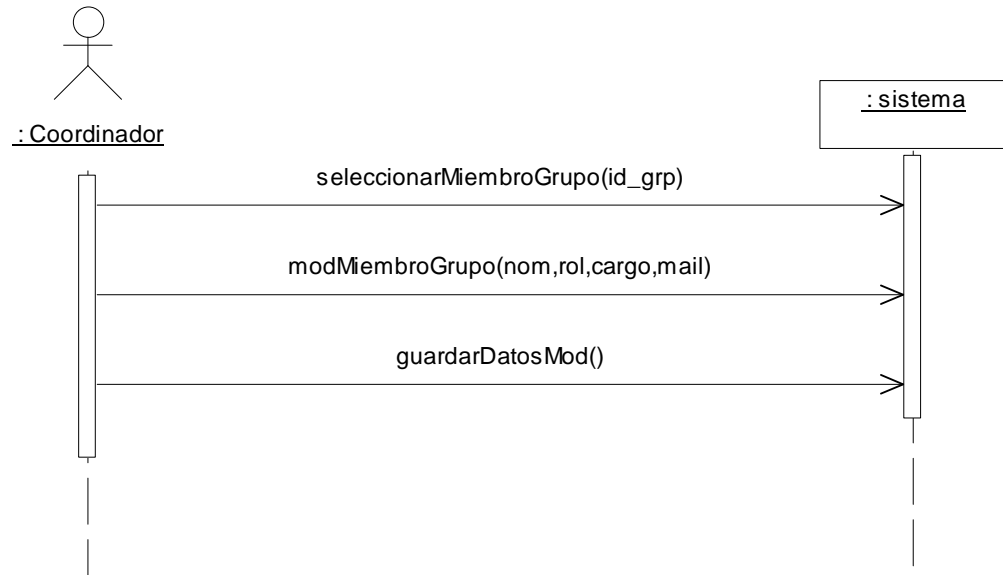 : Coordinador
: sistema
seleccionarMiembroGrupo(id_grp)
modMiembroGrupo(nom,rol,cargo,mail)
guardarDatosMod()